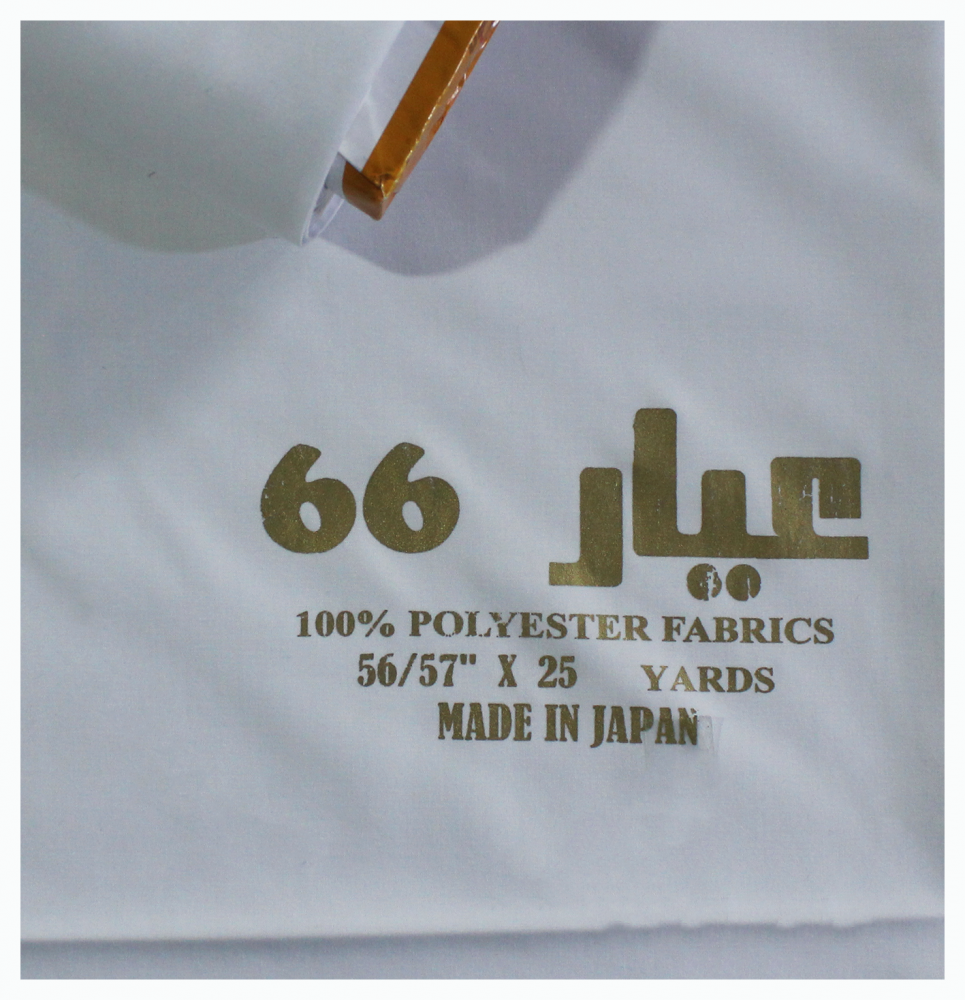 عيار 66
100% POLYESTER FABRICS
56/57" X 25 YARDS
MADE IN JAPAN